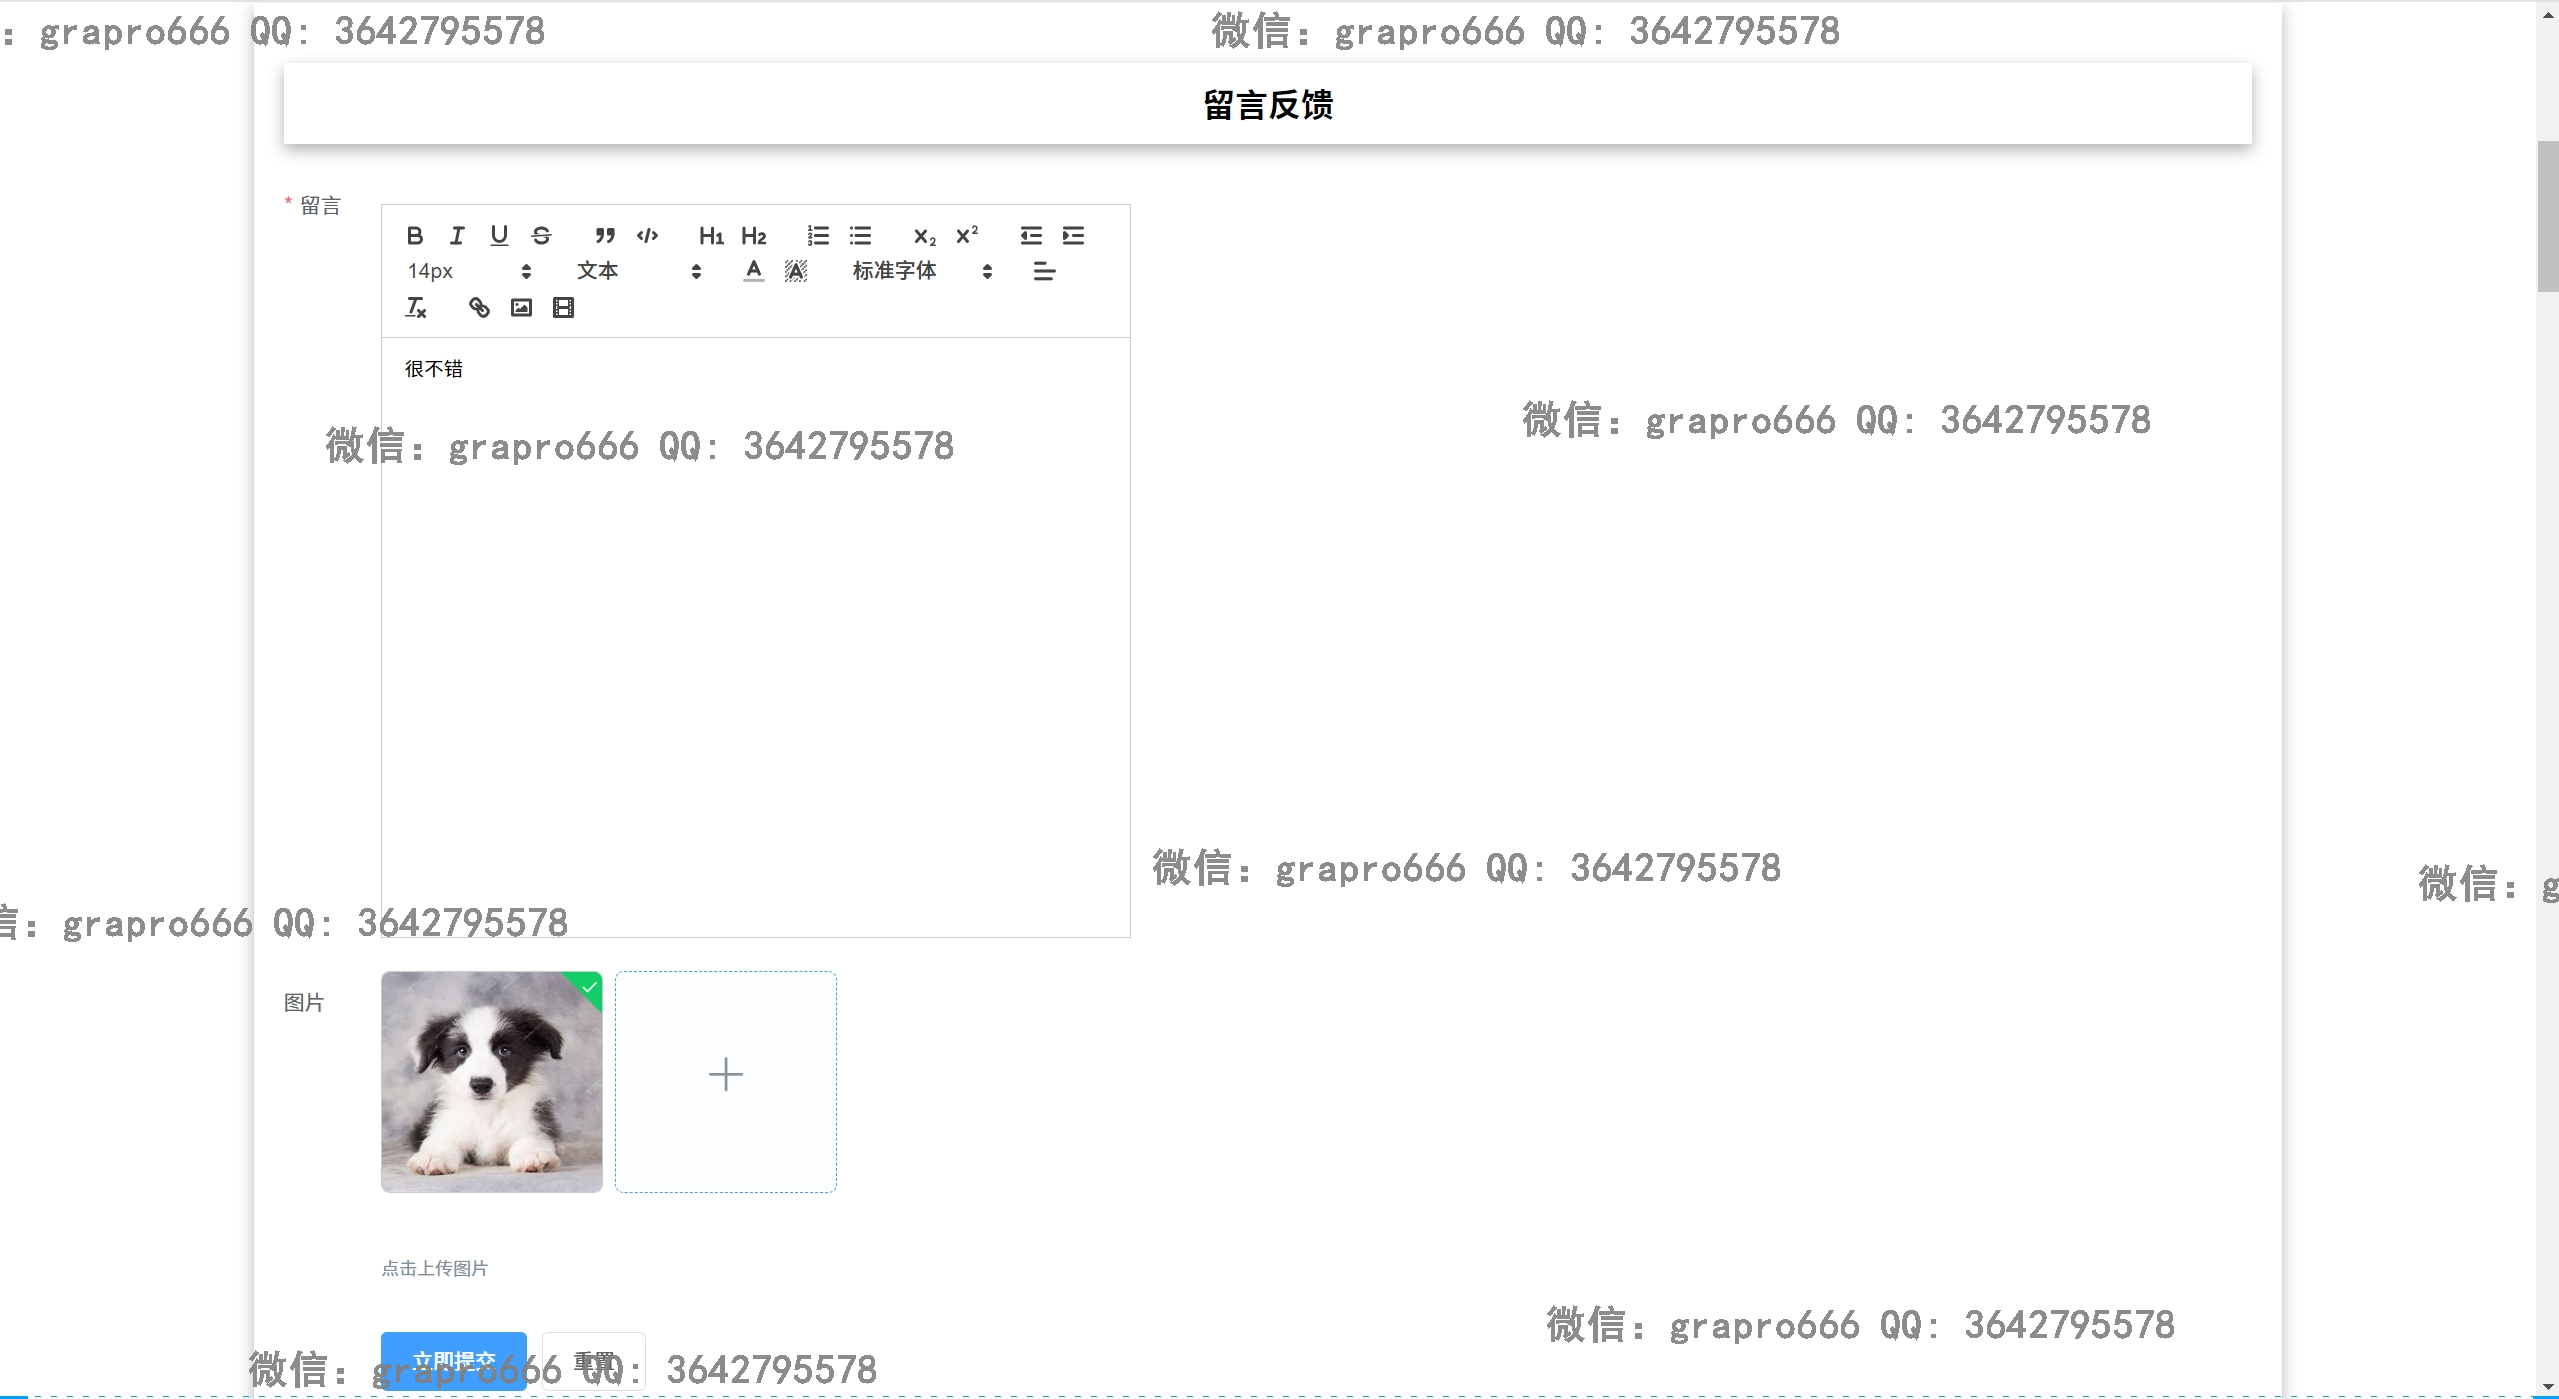 : grapro666 QQ: 3642795578
微信: grapro666 QQ: 3642795578
留言反馈
* 留言
B I U S H1 H2 X2 X2
14px 文本 A A 标准字体
Tx
很不错
微信: grapro666 QQ: 3642795578
微信: grapro666 QQ: 3642795578
微信: grapro666 QQ: 3642795578
微信: g
信: grapro666 QQ: 3642795578
图片
点击上传图片
微信: grapro666 QQ: 3642795578
立即提交
重置
微信: grapro666 QQ: 3642795578